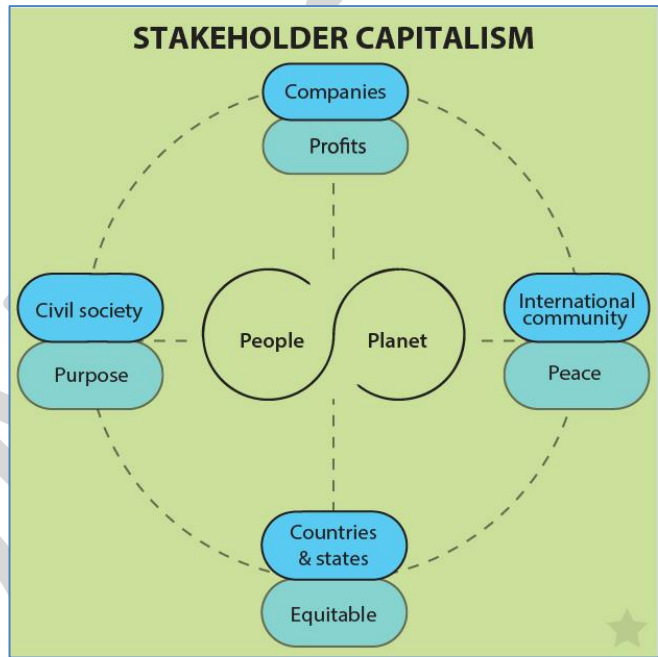 STAKEHOLDER CAPITALISM
Companies
Profits
Civil society
Purpose
People
Planet
International
community
Peace
Countries
& states
Equitable